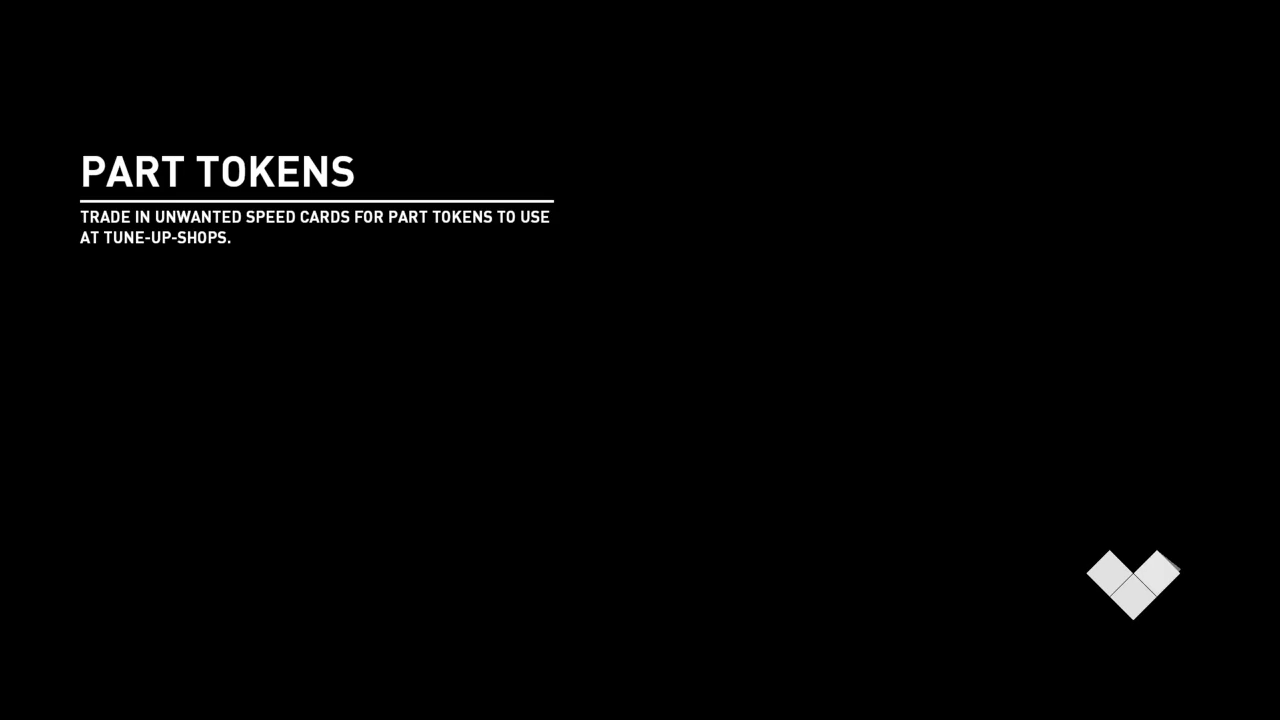 PART TOKENS
TRADE IN UNWANTED SPEED CARDS FOR PART TOKENS TO USE
AT TUNE-UP-SHOPS.